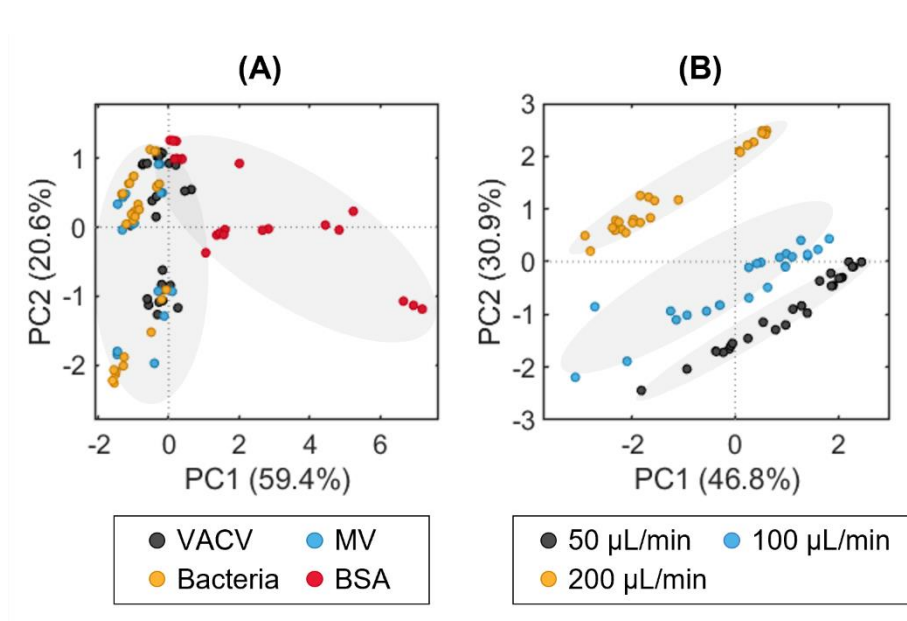 (A)
(B)
PC2 (20.6%)
1
0
-1
-2
-2
0
2
4
6
PC1 (59.4%)
PC2 (30.9%)
3
2
1
0
-1
-2
-3
-2
0
2
PC1 (46.8%)
VACV
MV
Bacteria
BSA
50 µL/min
100 µL/min
200 µL/min